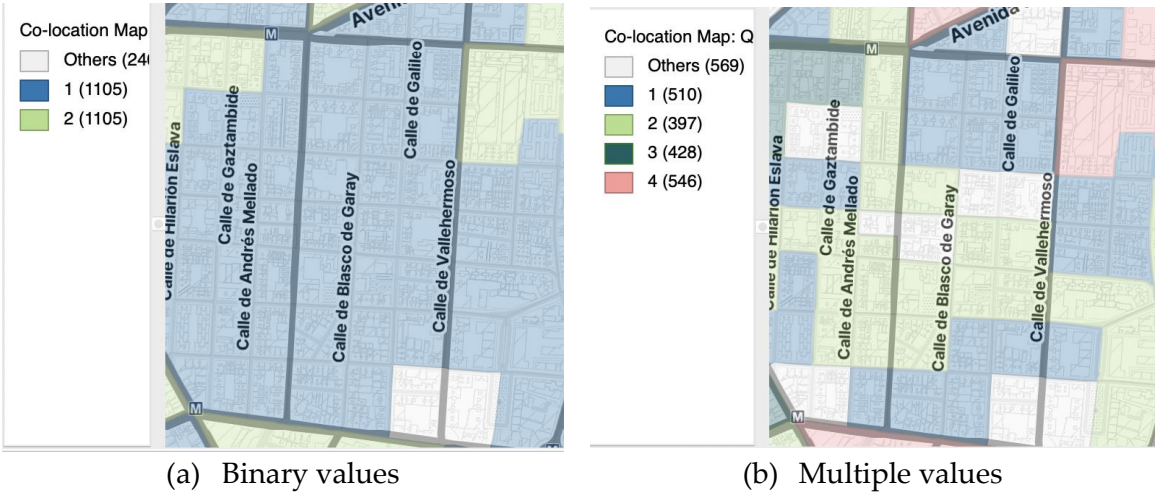 Co-location Map
Others (24
1 (1105)
2 (1105)
Avenida
M
Calle de Galileo
Calle de Gaztambide
Calle de Hilarión Eslava
Calle de Andrés Mellado
Calle de Blasco de Garay
Calle de Vallehermoso
M
M
Co-location Map: Q
Others (569)
1 (510)
2 (397)
3 (428)
4 (546)
Avenida
M
Calle de Galileo
Calle de Gaztambide
Calle de Hilarión Eslava
Calle de Andrés Mellado
Calle de Blasco de Garay
Calle de Vallehermoso
M
(a) Binary values
(b) Multiple values